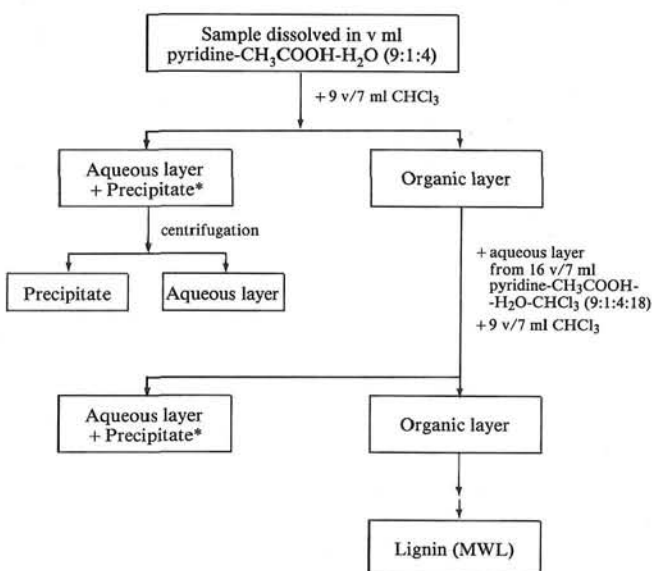 Sample dissolved in v ml
pyridine-CH₃COOH-H₂O (9:1:4)
+9 v/7 ml CHCl₃
Aqueous layer
+ Precipitate*
Organic layer
centrifugation
Precipitate
Aqueous layer
+ aqueous layer
from 16 v/7 ml
pyridine-CH₃COOH-
-H₂O-CHCl₃ (9:1:4:18)
+9 v/7 ml CHCl₃
Aqueous layer
+ Precipitate*
Organic layer
Lignin (MWL)